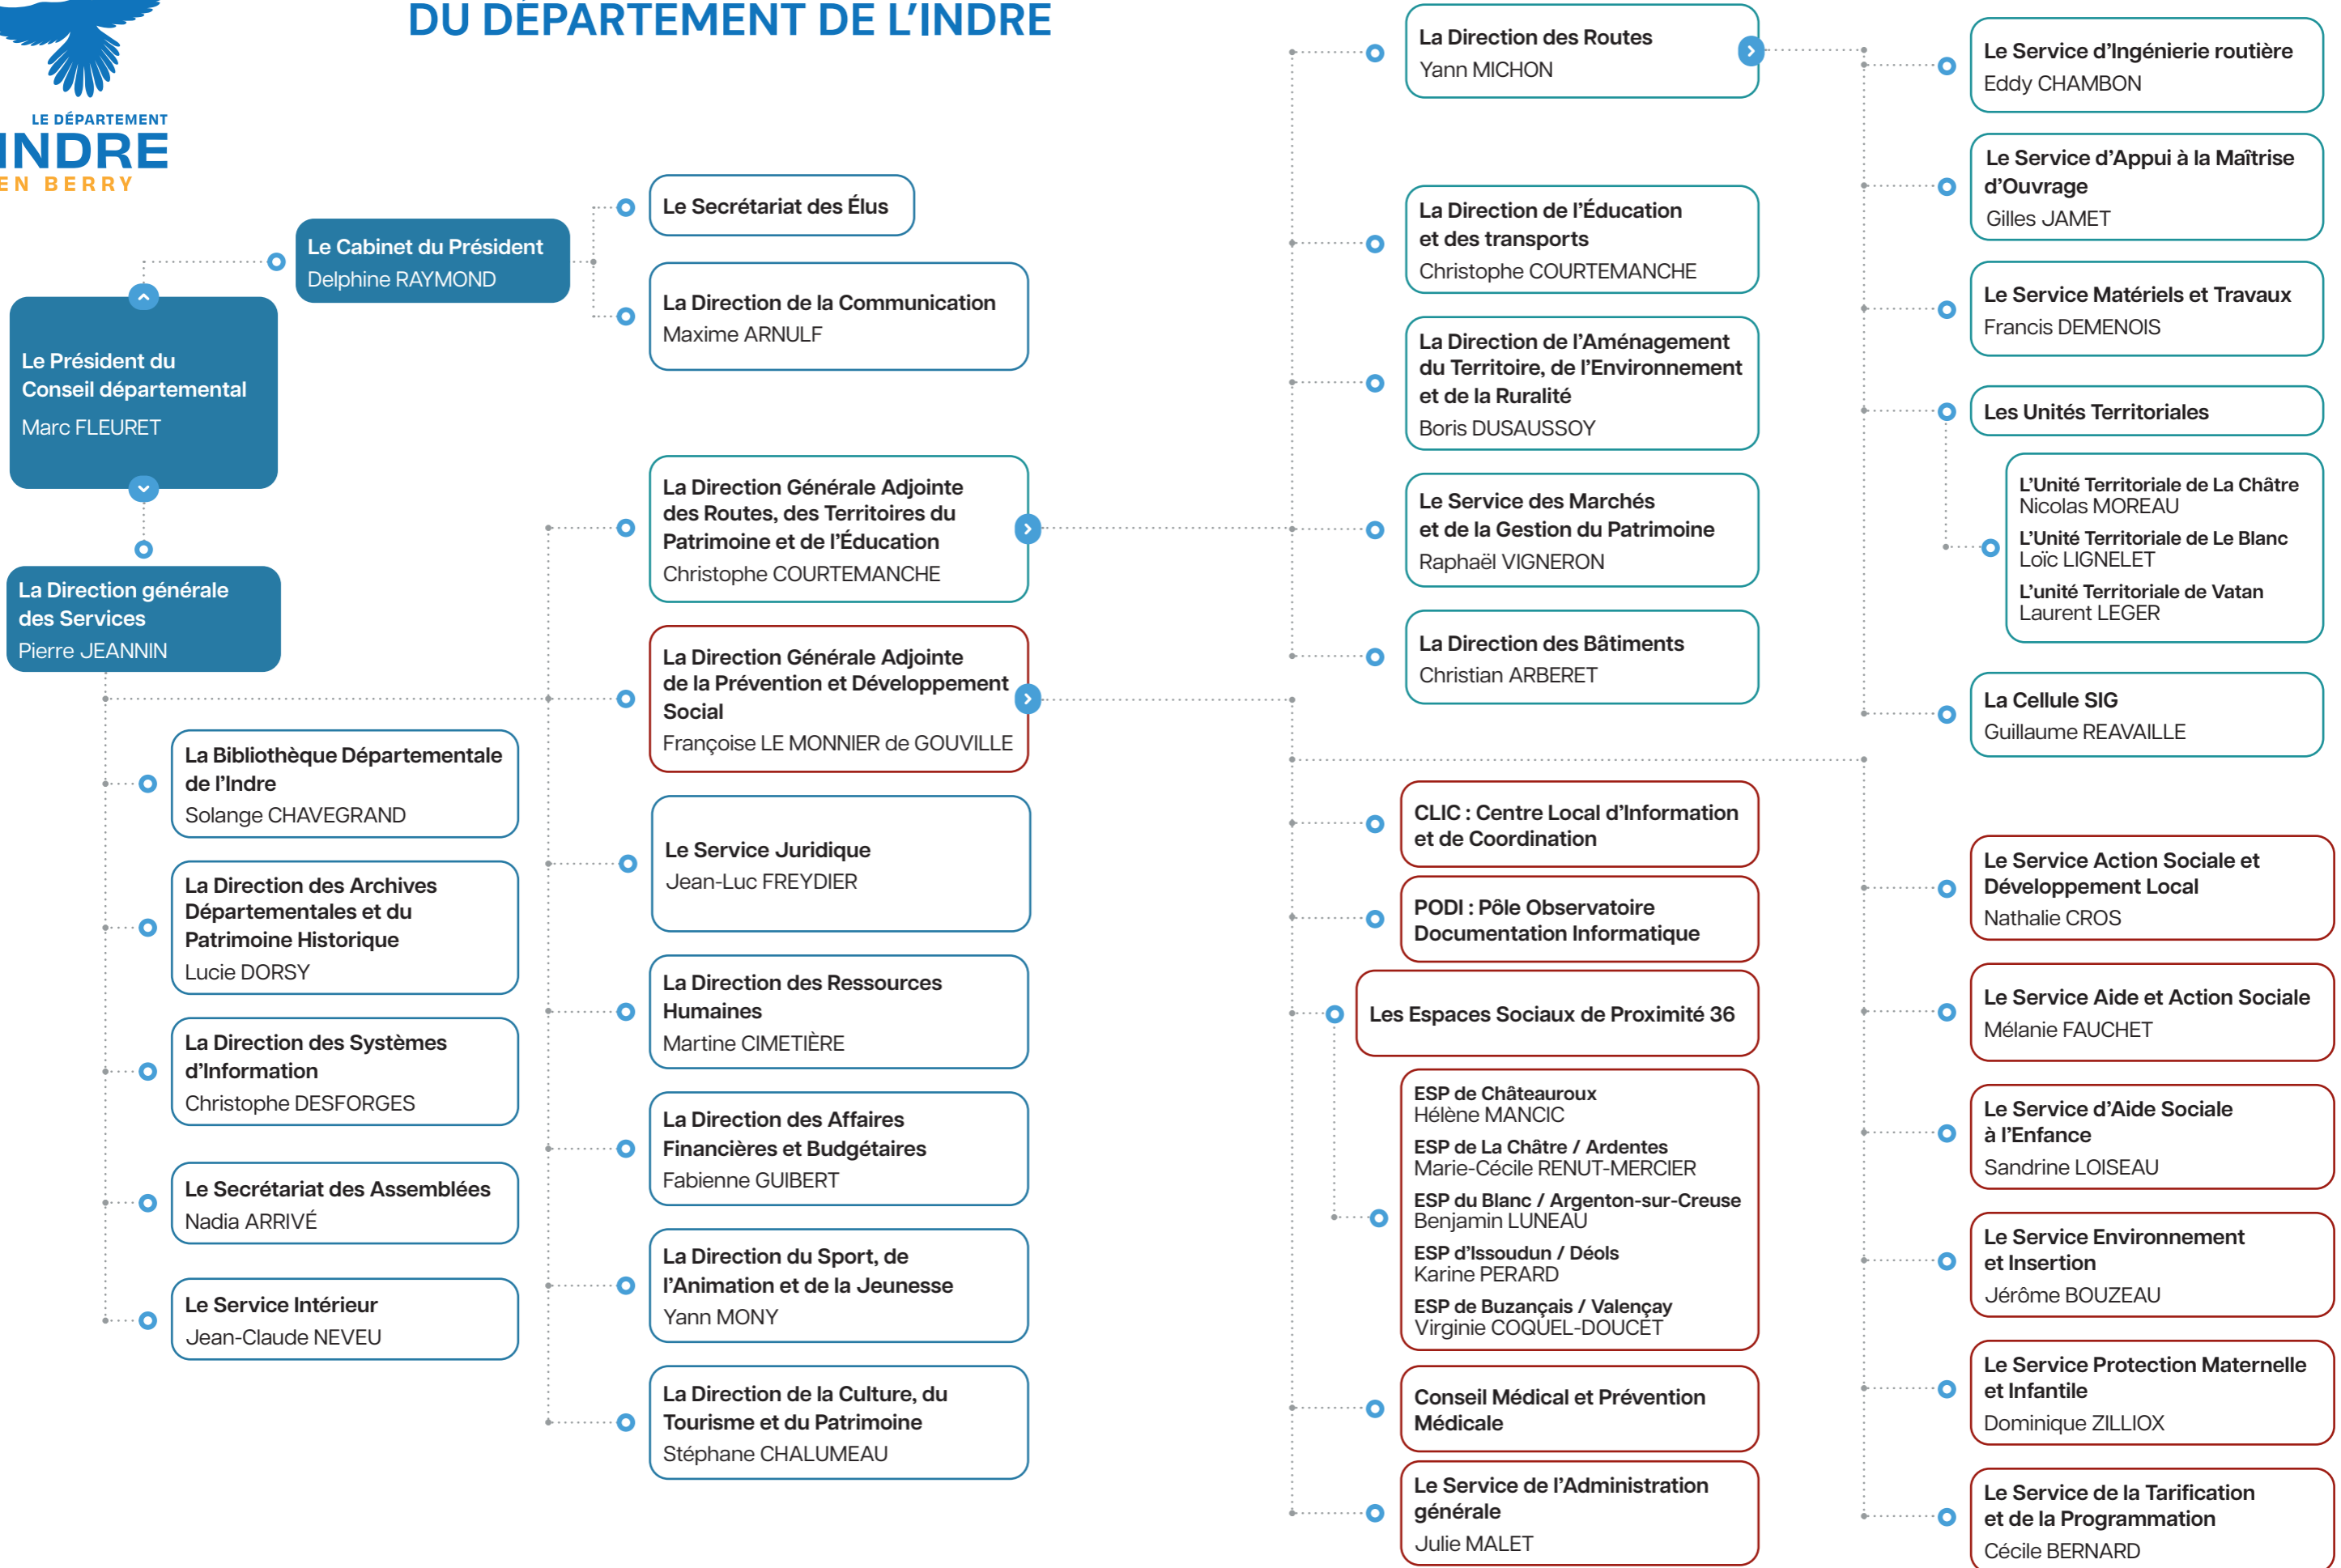 DU DÉPARTEMENT DE L'INDRE
LE DÉPARTEMENT
INDRE
EN BERRY
Le Président du
Conseil départemental
Marc FLEURET
Le Cabinet du Président
Delphine RAYMOND
Le Secrétariat des Élus
La Direction de la Communication
Maxime ARNULF
La Direction générale
des Services
Pierre JEANNIN
La Bibliothèque Départementale
de l'Indre
Solange CHAVEGRAND
La Direction des Archives
Départementales et du
Patrimoine Historique
Lucie DORSY
La Direction des Systèmes
d'Information
Christophe DESFORGES
Le Secrétariat des Assemblées
Nadia ARRIVÉ
Le Service Intérieur
Jean-Claude NEVEU
La Direction Générale Adjointe
des Routes, des Territoires du
Patrimoine et de l'Éducation
Christophe COURTEMANCHE
La Direction Générale Adjointe
de la Prévention et Développement
Social
Françoise LE MONNIER de GOUVILLE
Le Service Juridique
Jean-Luc FREYDIER
La Direction des Ressources
Humaines
Martine CIMETIÈRE
La Direction des Affaires
Financières et Budgétaires
Fabienne GUIBERT
La Direction du Sport, de
l'Animation et de la Jeunesse
Yann MONY
La Direction de la Culture, du
Tourisme et du Patrimoine
Stéphane CHALUMEAU
La Direction des Routes
Yann MICHON
La Direction de l'Éducation
et des transports
Christophe COURTEMANCHE
La Direction de l'Aménagement
du Territoire, de l'Environnement
et de la Ruralité
Boris DUSAUSSOY
Le Service des Marchés
et de la Gestion du Patrimoine
Raphaël VIGNERON
La Direction des Bâtiments
Christian ARBERET
CLIC : Centre Local d'Information
et de Coordination
PODI : Pôle Observatoire
Documentation Informatique
Les Espaces Sociaux de Proximité 36
ESP de Châteauroux
Hélène MANCIC
ESP de La Châtre / Ardentes
Marie-Cécile RENUT-MERCIER
ESP du Blanc / Argenton-sur-Creuse
Benjamin LUNEAU
ESP d'Issoudun / Déols
Karine PERARD
ESP de Buzançais / Valençay
Virginie COQUEL-DOUCET
Conseil Médical et Prévention
Médicale
Le Service de l'Administration
générale
Julie MALET
Le Service d'Ingénierie routière
Eddy CHAMBON
Le Service d'Appui à la Maîtrise
d'Ouvrage
Gilles JAMET
Le Service Matériels et Travaux
Francis DEMENOIS
Les Unités Territoriales
L'Unité Territoriale de La Châtre
Nicolas MOREAU
L'Unité Territoriale de Le Blanc
Loïc LIGNELET
L'unité Territoriale de Vatan
Laurent LEGER
La Cellule SIG
Guillaume REAVAILLE
Le Service Action Sociale et
Développement Local
Nathalie CROS
Le Service Aide et Action Sociale
Mélanie FAUCHET
Le Service d'Aide Sociale
à l'Enfance
Sandrine LOISEAU
Le Service Environnement
et Insertion
Jérôme BOUZEAU
Le Service Protection Maternelle
et Infantile
Dominique ZILLIOX
Le Service de la Tarification
et de la Programmation
Cécile BERNARD